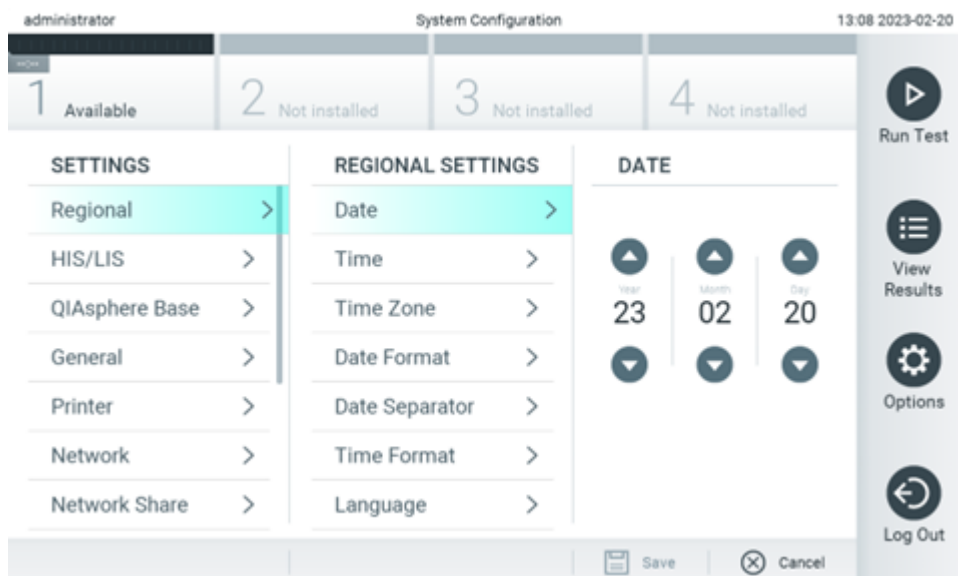 administrator System Configuration 13:08 2023-02-20
--:--
1 Available 2 Not installed 3 Not installed 4 Not installed
Run Test
SETTINGS REGIONAL SETTINGS DATE
Regional Date
HIS/LIS Time
QIAsphere Base Time Zone
General Date Format
Printer Date Separator
Network Time Format
Network Share Language
Year Month Day
23 02 20
View
Results
Options
Log Out
Save Cancel